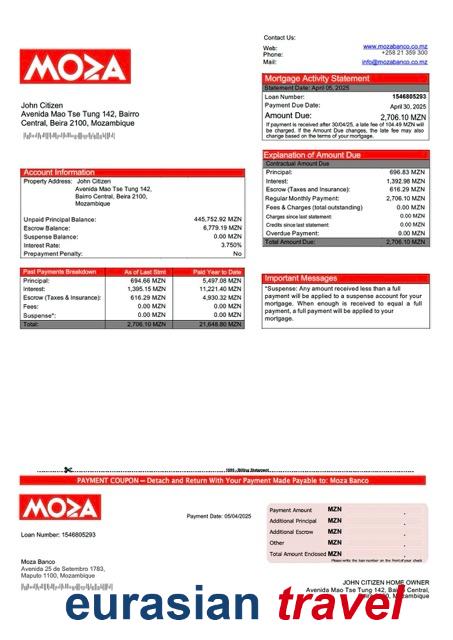 Contact Us:
Web: www.mozabanco.co.mz
Phone: +258 21 359 300
Mail: info@mozabanco.co.mz
MOZA
Mortgage Activity Statement
Statement Date: April 05, 2025
Loan Number: 1546805293
Payment Due Date: April 30, 2025
Amount Due: 2,706.10 MZN
If payment is received after 30/04/25, a late fee of 104.49 MZN will
be charged. If the Amount Due changes, the late fee may also
change based on the terms of your mortgage.
John Citizen
Avenida Mao Tse Tung 142, Bairro
Central, Beira 2100, Mozambique
Explanation of Amount Due
Contractual Amount Due
Principal: 696.83 MZN
Interest: 1,392.98 MZN
Escrow (Taxes and Insurance): 616.29 MZN
Regular Monthly Payment: 2,706.10 MZN
Fees & Charges (total outstanding) 0.00 MZN
Charges since last statement: 0.00 MZN
Credits since last statement: 0.00 MZN
Overdue Payment: 0.00 MZN
Total Amount Due: 2,706.10 MZN
Account Information
Property Address: John Citizen
Avenida Mao Tse Tung 142,
Bairro Central, Beira 2100,
Mozambique
Unpaid Principal Balance: 445,752.92 MZN
Escrow Balance: 6,779.19 MZN
Suspense Balance: 0.00 MZN
Interest Rate: 3.750%
Prepayment Penalty: No
Past Payments Breakdown As of Last Stmt Paid Year to Date
Principal: 694.66 MZN 5,497.08 MZN
Interest: 1,395.15 MZN 11,221.40 MZN
Escrow (Taxes & Insurance): 616.29 MZN 4,930.32 MZN
Fees: 0.00 MZN 0.00 MZN
Suspense*: 0.00 MZN 0.00 MZN
Total: 2,706.10 MZN 21,648.80 MZN
Important Messages
*Suspense: Any amount received less than a full
payment will be applied to a suspense account for your
mortgage. When enough is received to equal a full
payment, a full payment will be applied to your
mortgage.
PAYMENT COUPON – Detach and Return With Your Payment Made Payable to: Moza Banco
MOZA
Payment Date: 05/04/2025
Loan Number: 1546805293
Payment Amount MZN .
Additional Principal MZN .
Additional Escrow MZN .
Other MZN .
Total Amount Enclosed MZN .
Please write the loan number on the front of your check
Moza Banco
Avenida 25 de Setembro 1783,
Maputo 1100, Mozambique
JOHN CITIZEN HOME OWNER
Avenida Mao Tse Tung 142, Bairro Central,
eurasian travel